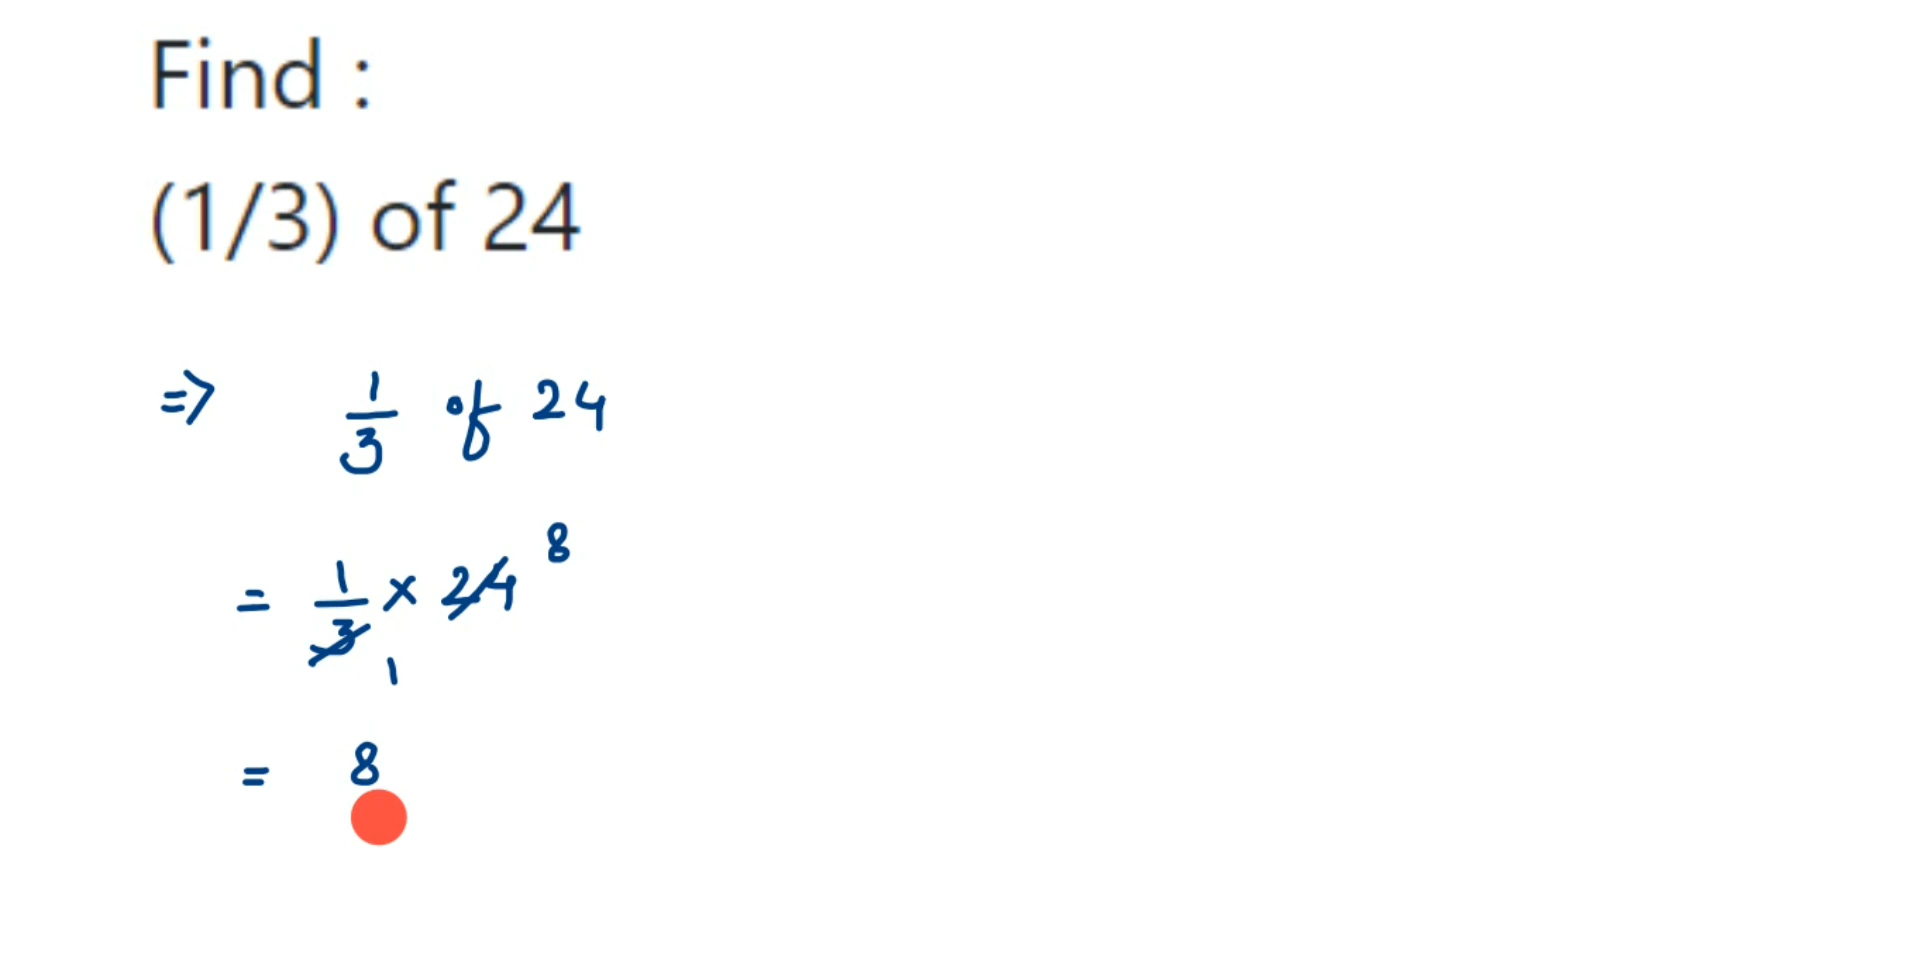 Find :
(1/3) of 24
=> 1/3 of 24
= 1/3 × 24 8
1
= 8